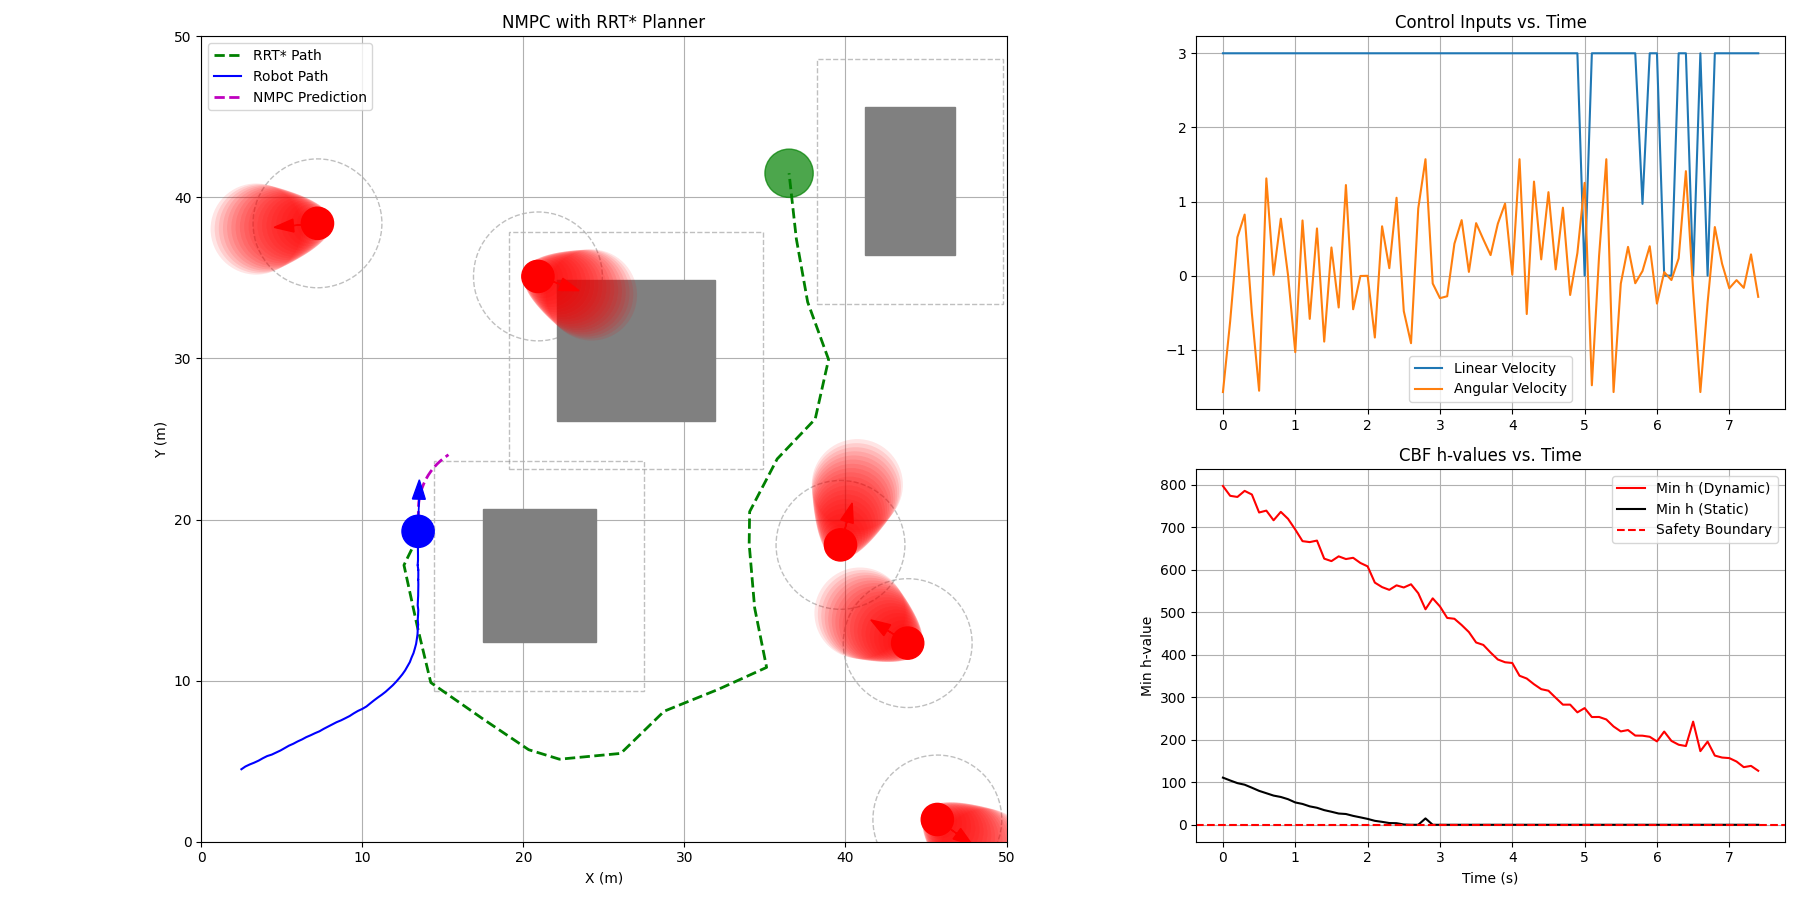 NMPC with RRT* Planner
RRT* Path
Robot Path
NMPC Prediction
50
40
30
20
10
0
Y (m)
0 10 20 30 40 50
X (m)
Control Inputs vs. Time
3
2
1
0
−1
Linear Velocity
Angular Velocity
0 1 2 3 4 5 6 7
CBF h-values vs. Time
Min h (Dynamic)
Min h (Static)
Safety Boundary
800
700
600
500
400
300
200
100
0
Min h-value
0 1 2 3 4 5 6 7
Time (s)